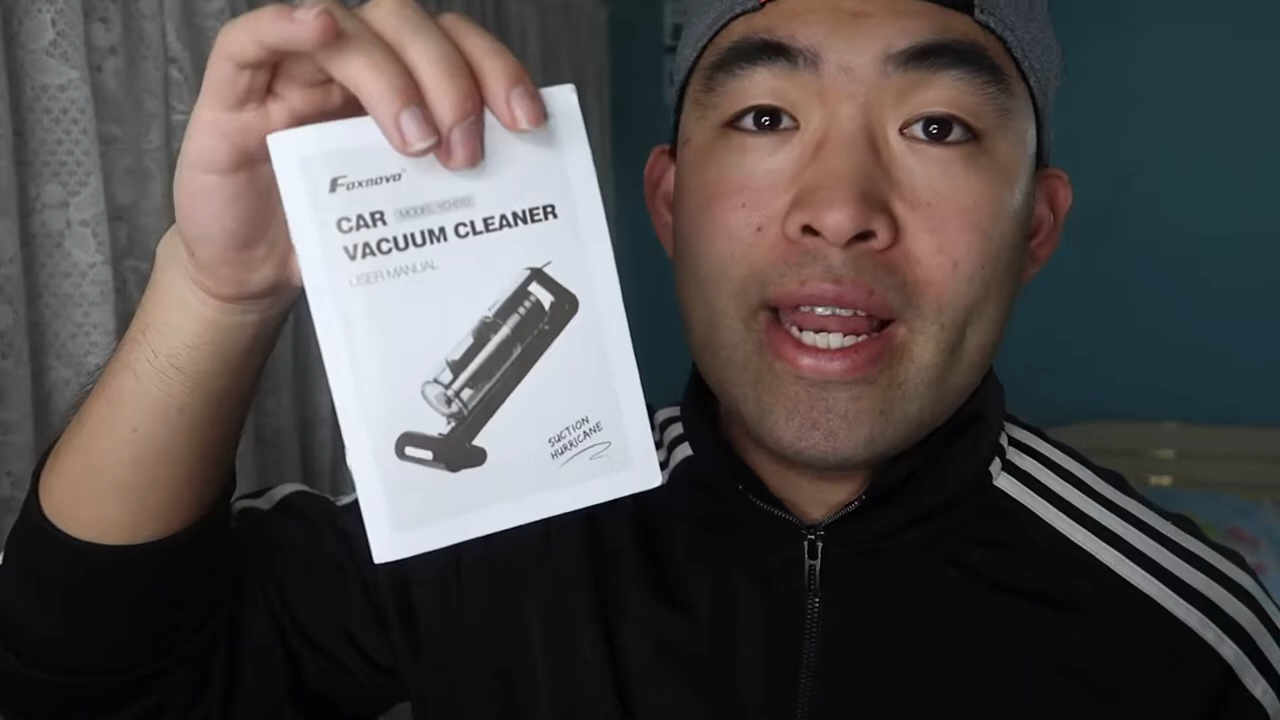 Foxnovo
CAR
VACUUM CLEANER
USER MANUAL
SUCTION
HURRICANE